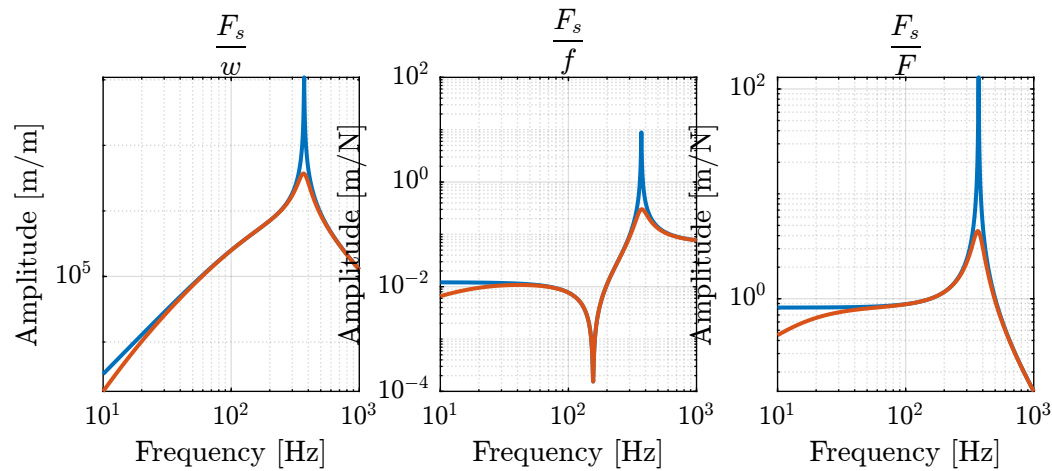 F_s/w
Amplitude [m/m]
10^5
10^1 10^2 10^3
Frequency [Hz]
F_s/f
Amplitude [m/N]
10^2
10^0
10^-2
10^-4
10^1 10^2 10^3
Frequency [Hz]
F_s/F
Amplitude [m/N]
10^2
10^0
10^1 10^2 10^3
Frequency [Hz]